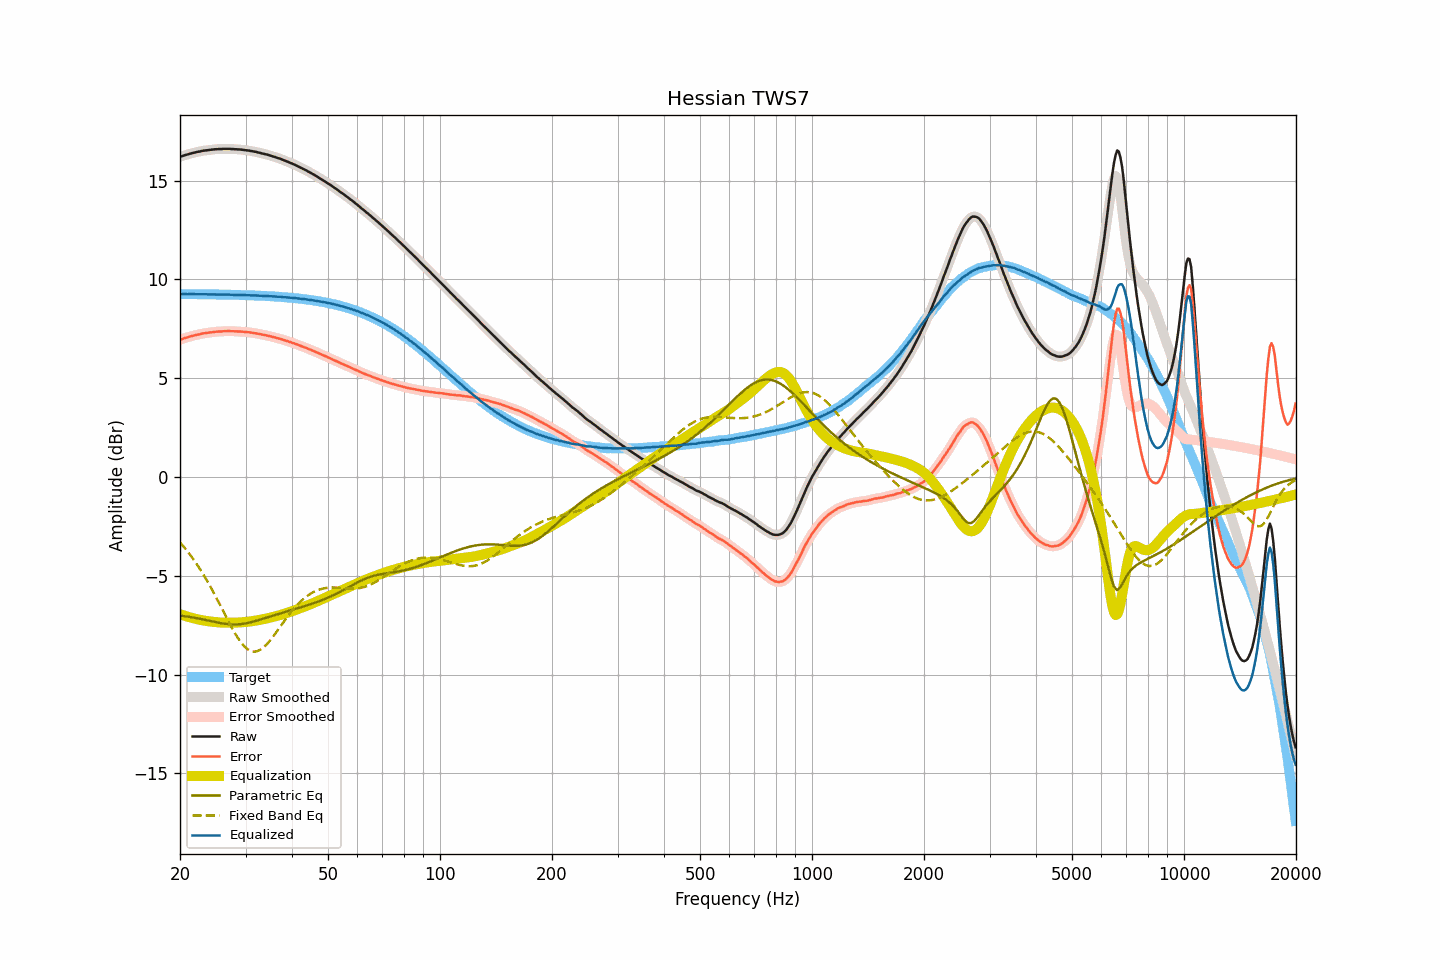 Hessian TWS7
Amplitude (dBr)
15
10
5
0
−5
−10
−15
Target
Raw Smoothed
Error Smoothed
Raw
Error
Equalization
Parametric Eq
Fixed Band Eq
Equalized
20 50 100 200 500 1000 2000 5000 10000 20000
Frequency (Hz)